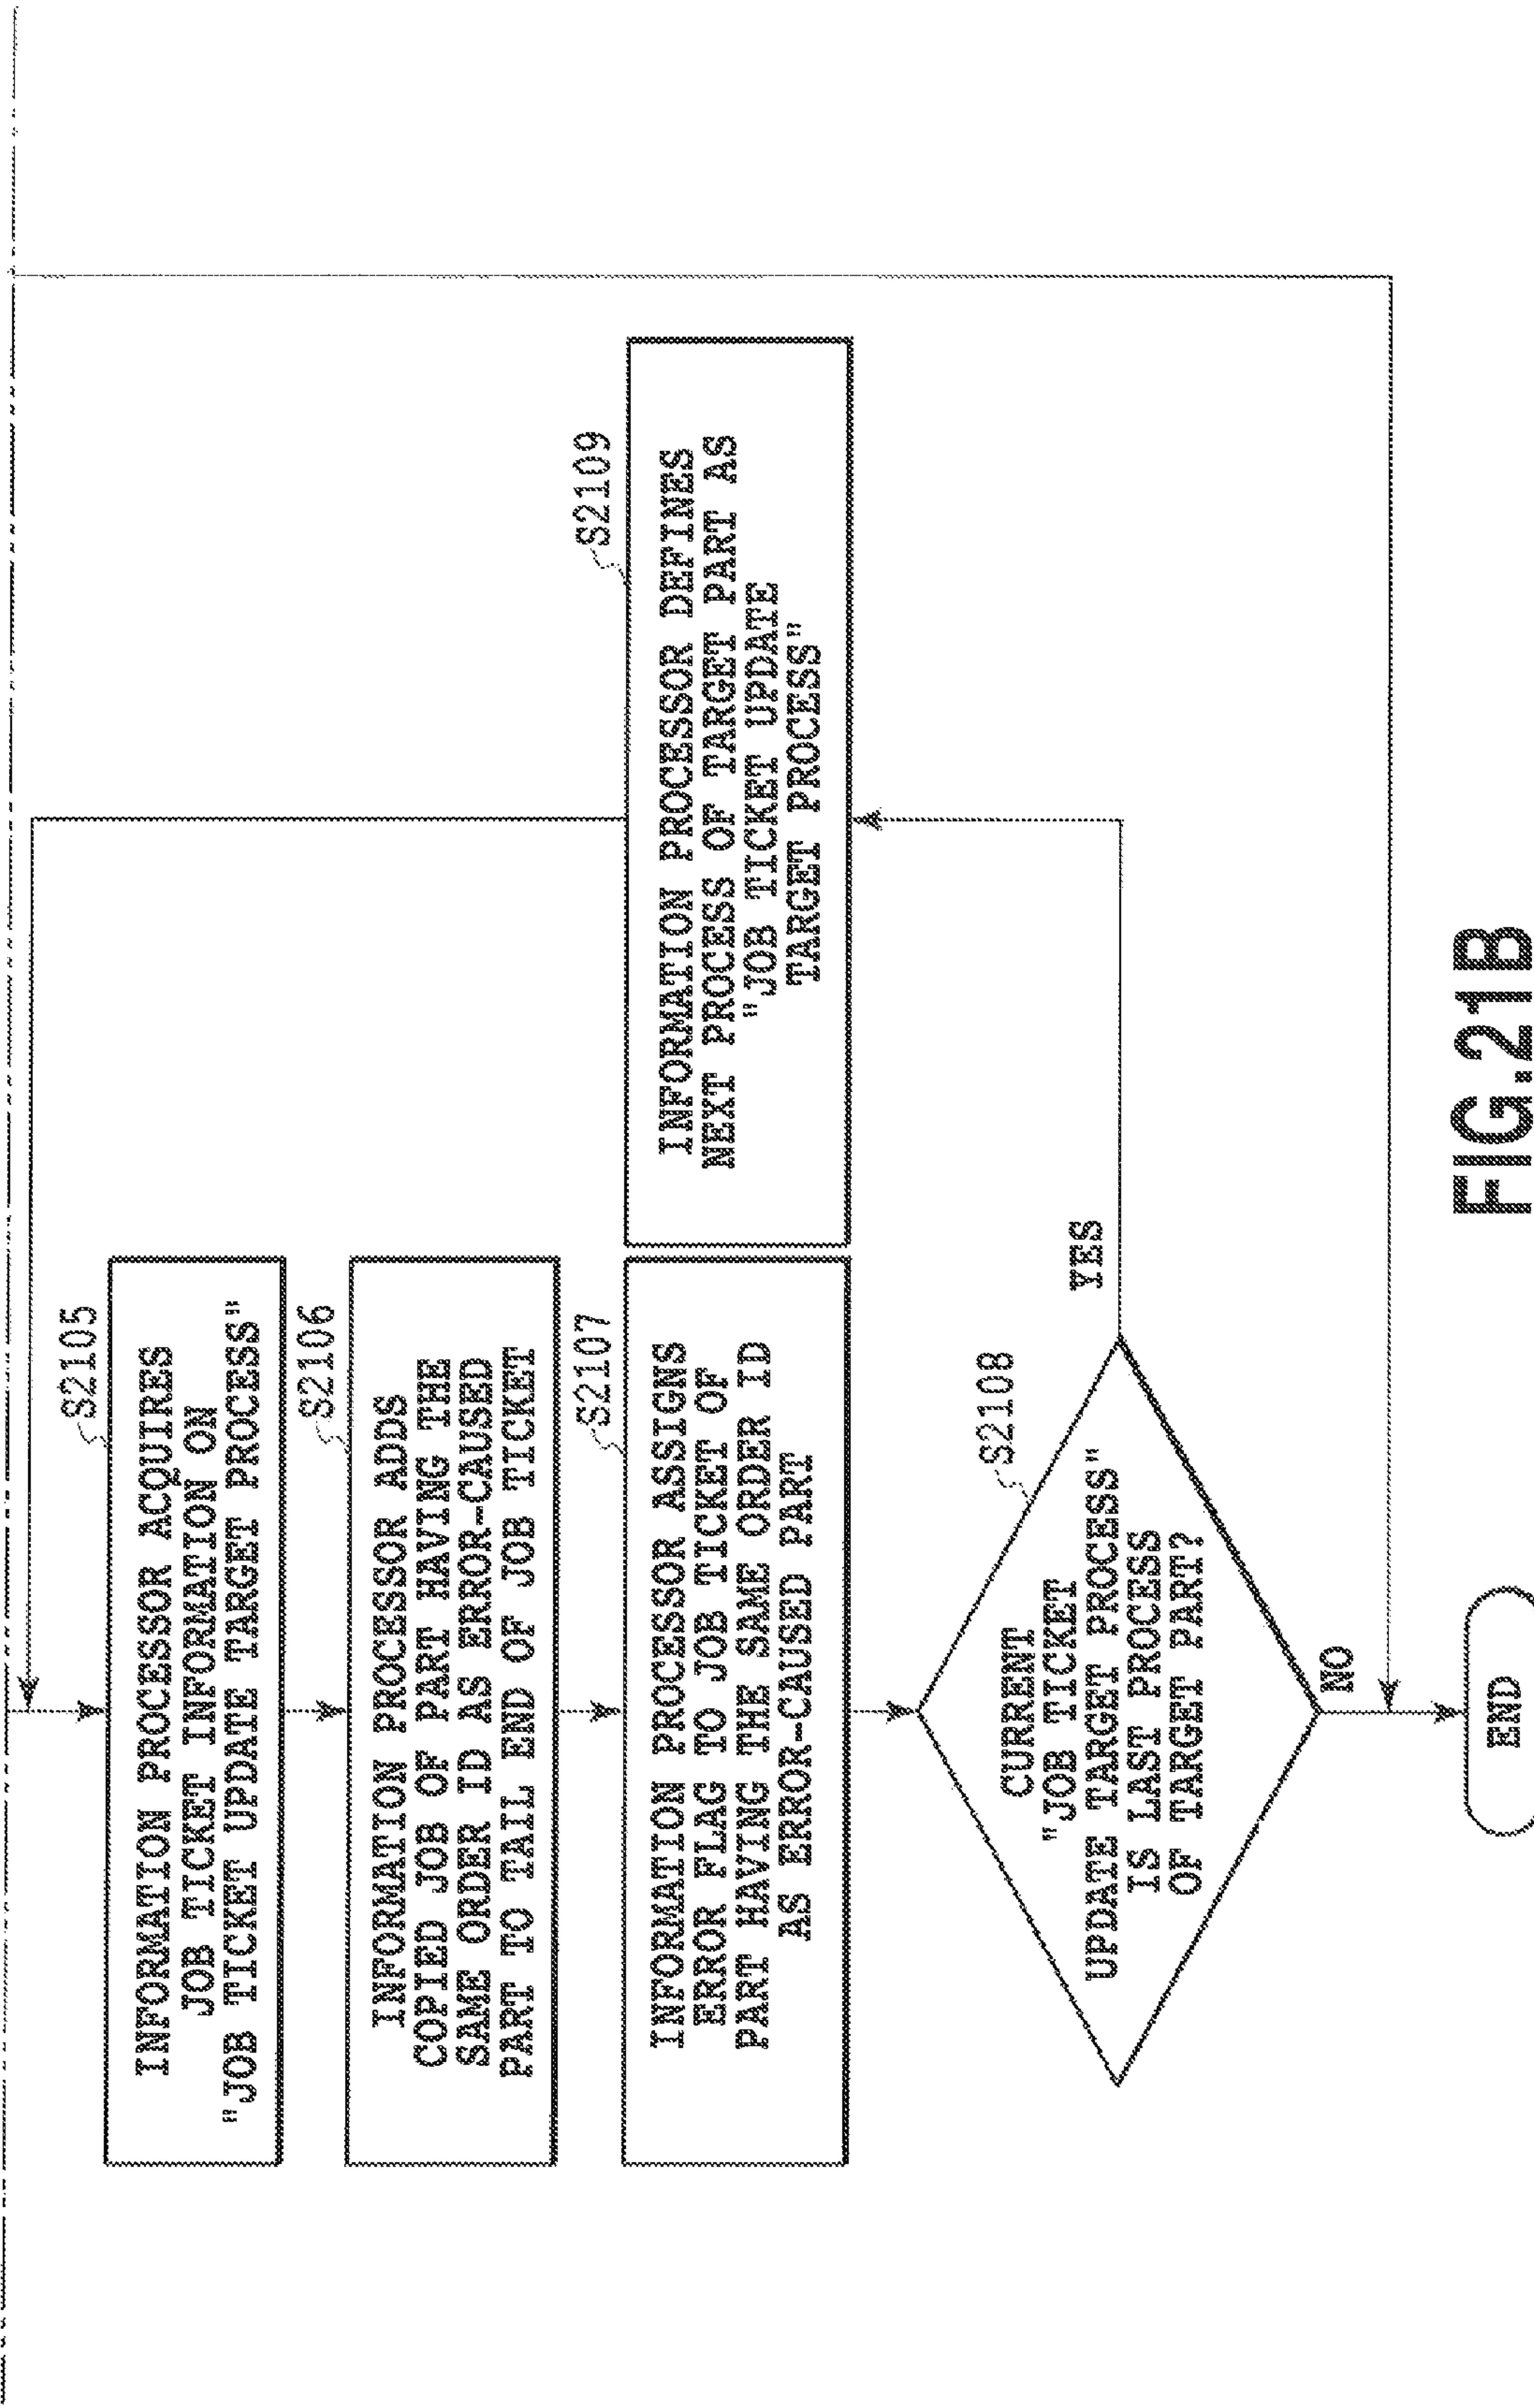 S2105
INFORMATION PROCESSOR ACQUIRES
JOB TICKET INFORMATION ON
"JOB TICKET UPDATE TARGET PROCESS"
S2106
INFORMATION PROCESSOR ADDS
COPIED JOB OF PART HAVING THE
SAME ORDER ID AS ERROR-CAUSED
PART TO TAIL END OF JOB TICKET
S2107
INFORMATION PROCESSOR ASSIGNS
ERROR FLAG TO JOB TICKET OF
PART HAVING THE SAME ORDER ID
AS ERROR-CAUSED PART
S2109
INFORMATION PROCESSOR DEFINES
NEXT PROCESS OF TARGET PART AS
"JOB TICKET UPDATE
TARGET PROCESS"
S2108
CURRENT
"JOB TICKET
UPDATE TARGET PROCESS"
IS LAST PROCESS
OF TARGET PART?
YES
NO
END
FIG.21B